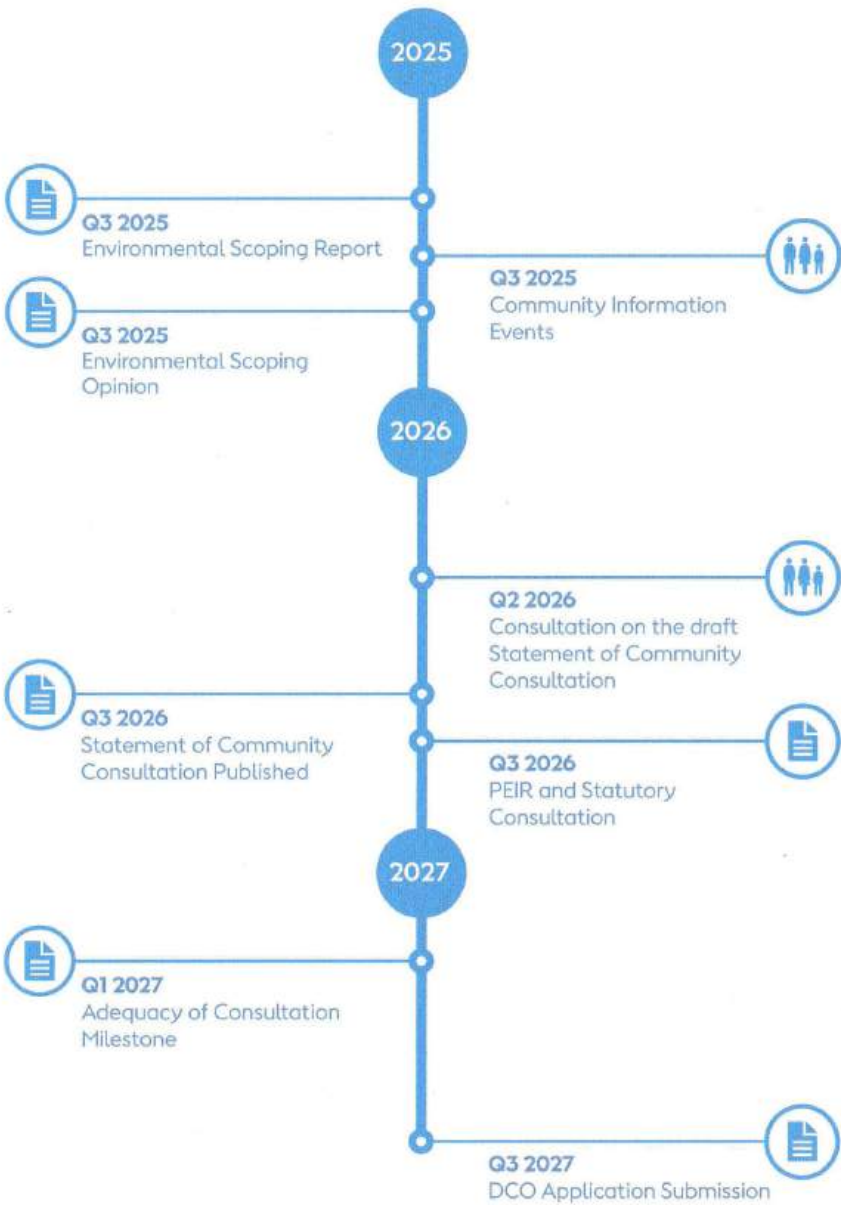 2025
Q3 2025
Environmental Scoping Report
Q3 2025
Community Information
Events
Q3 2025
Environmental Scoping
Opinion
2026
Q2 2026
Consultation on the draft
Statement of Community
Consultation
Q3 2026
Statement of Community
Consultation Published
Q3 2026
PEIR and Statutory
Consultation
2027
Q1 2027
Adequacy of Consultation
Milestone
Q3 2027
DCO Application Submission